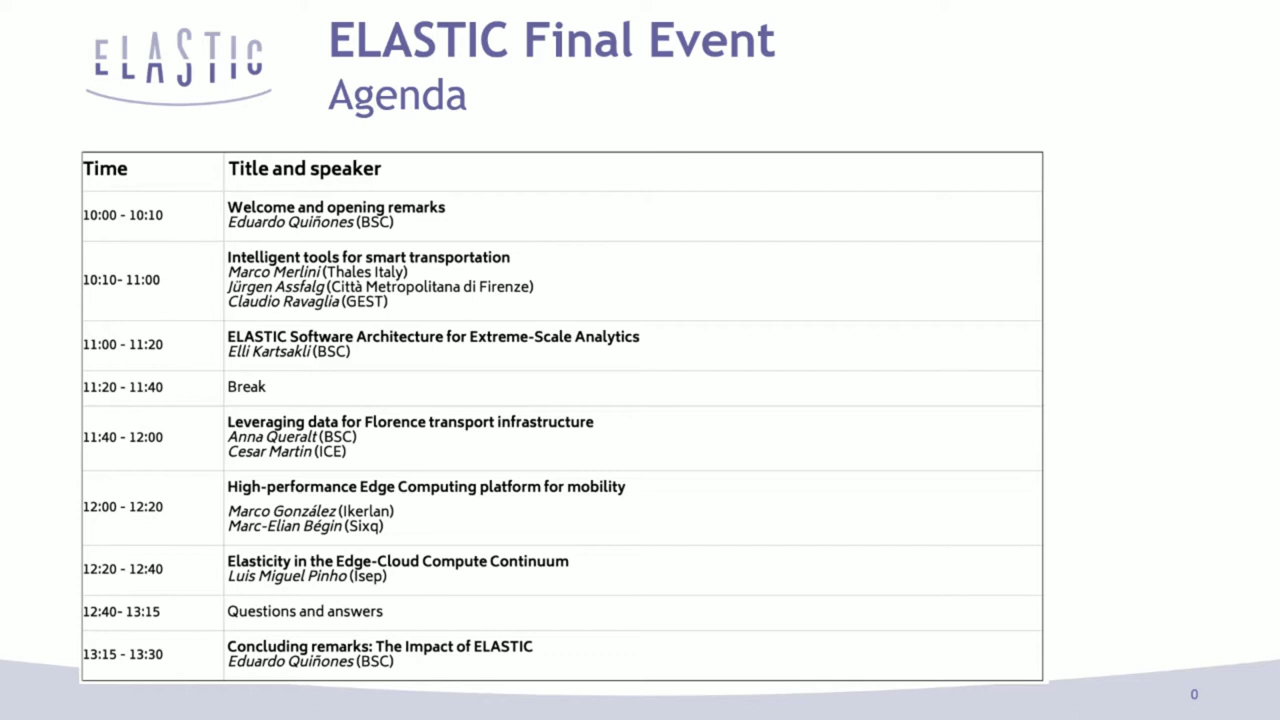 ELASTIC
ELASTIC Final Event
Agenda
Time
Title and speaker
10:00 - 10:10
Welcome and opening remarks
Eduardo Quiñones (BSC)
10:10- 11:00
Intelligent tools for smart transportation
Marco Merlini (Thales Italy)
Jürgen Assfalg (Città Metropolitana di Firenze)
Claudio Ravaglia (GEST)
11:00 - 11:20
ELASTIC Software Architecture for Extreme-Scale Analytics
Elli Kartsakli (BSC)
11:20 - 11:40
Break
11:40 - 12:00
Leveraging data for Florence transport infrastructure
Anna Queralt (BSC)
Cesar Martin (ICE)
12:00 - 12:20
High-performance Edge Computing platform for mobility
Marco González (Ikerlan)
Marc-Elian Bégin (Sixq)
12:20 - 12:40
Elasticity in the Edge-Cloud Compute Continuum
Luis Miguel Pinho (Isep)
12:40- 13:15
Questions and answers
13:15 - 13:30
Concluding remarks: The Impact of ELASTIC
Eduardo Quiñones (BSC)
0